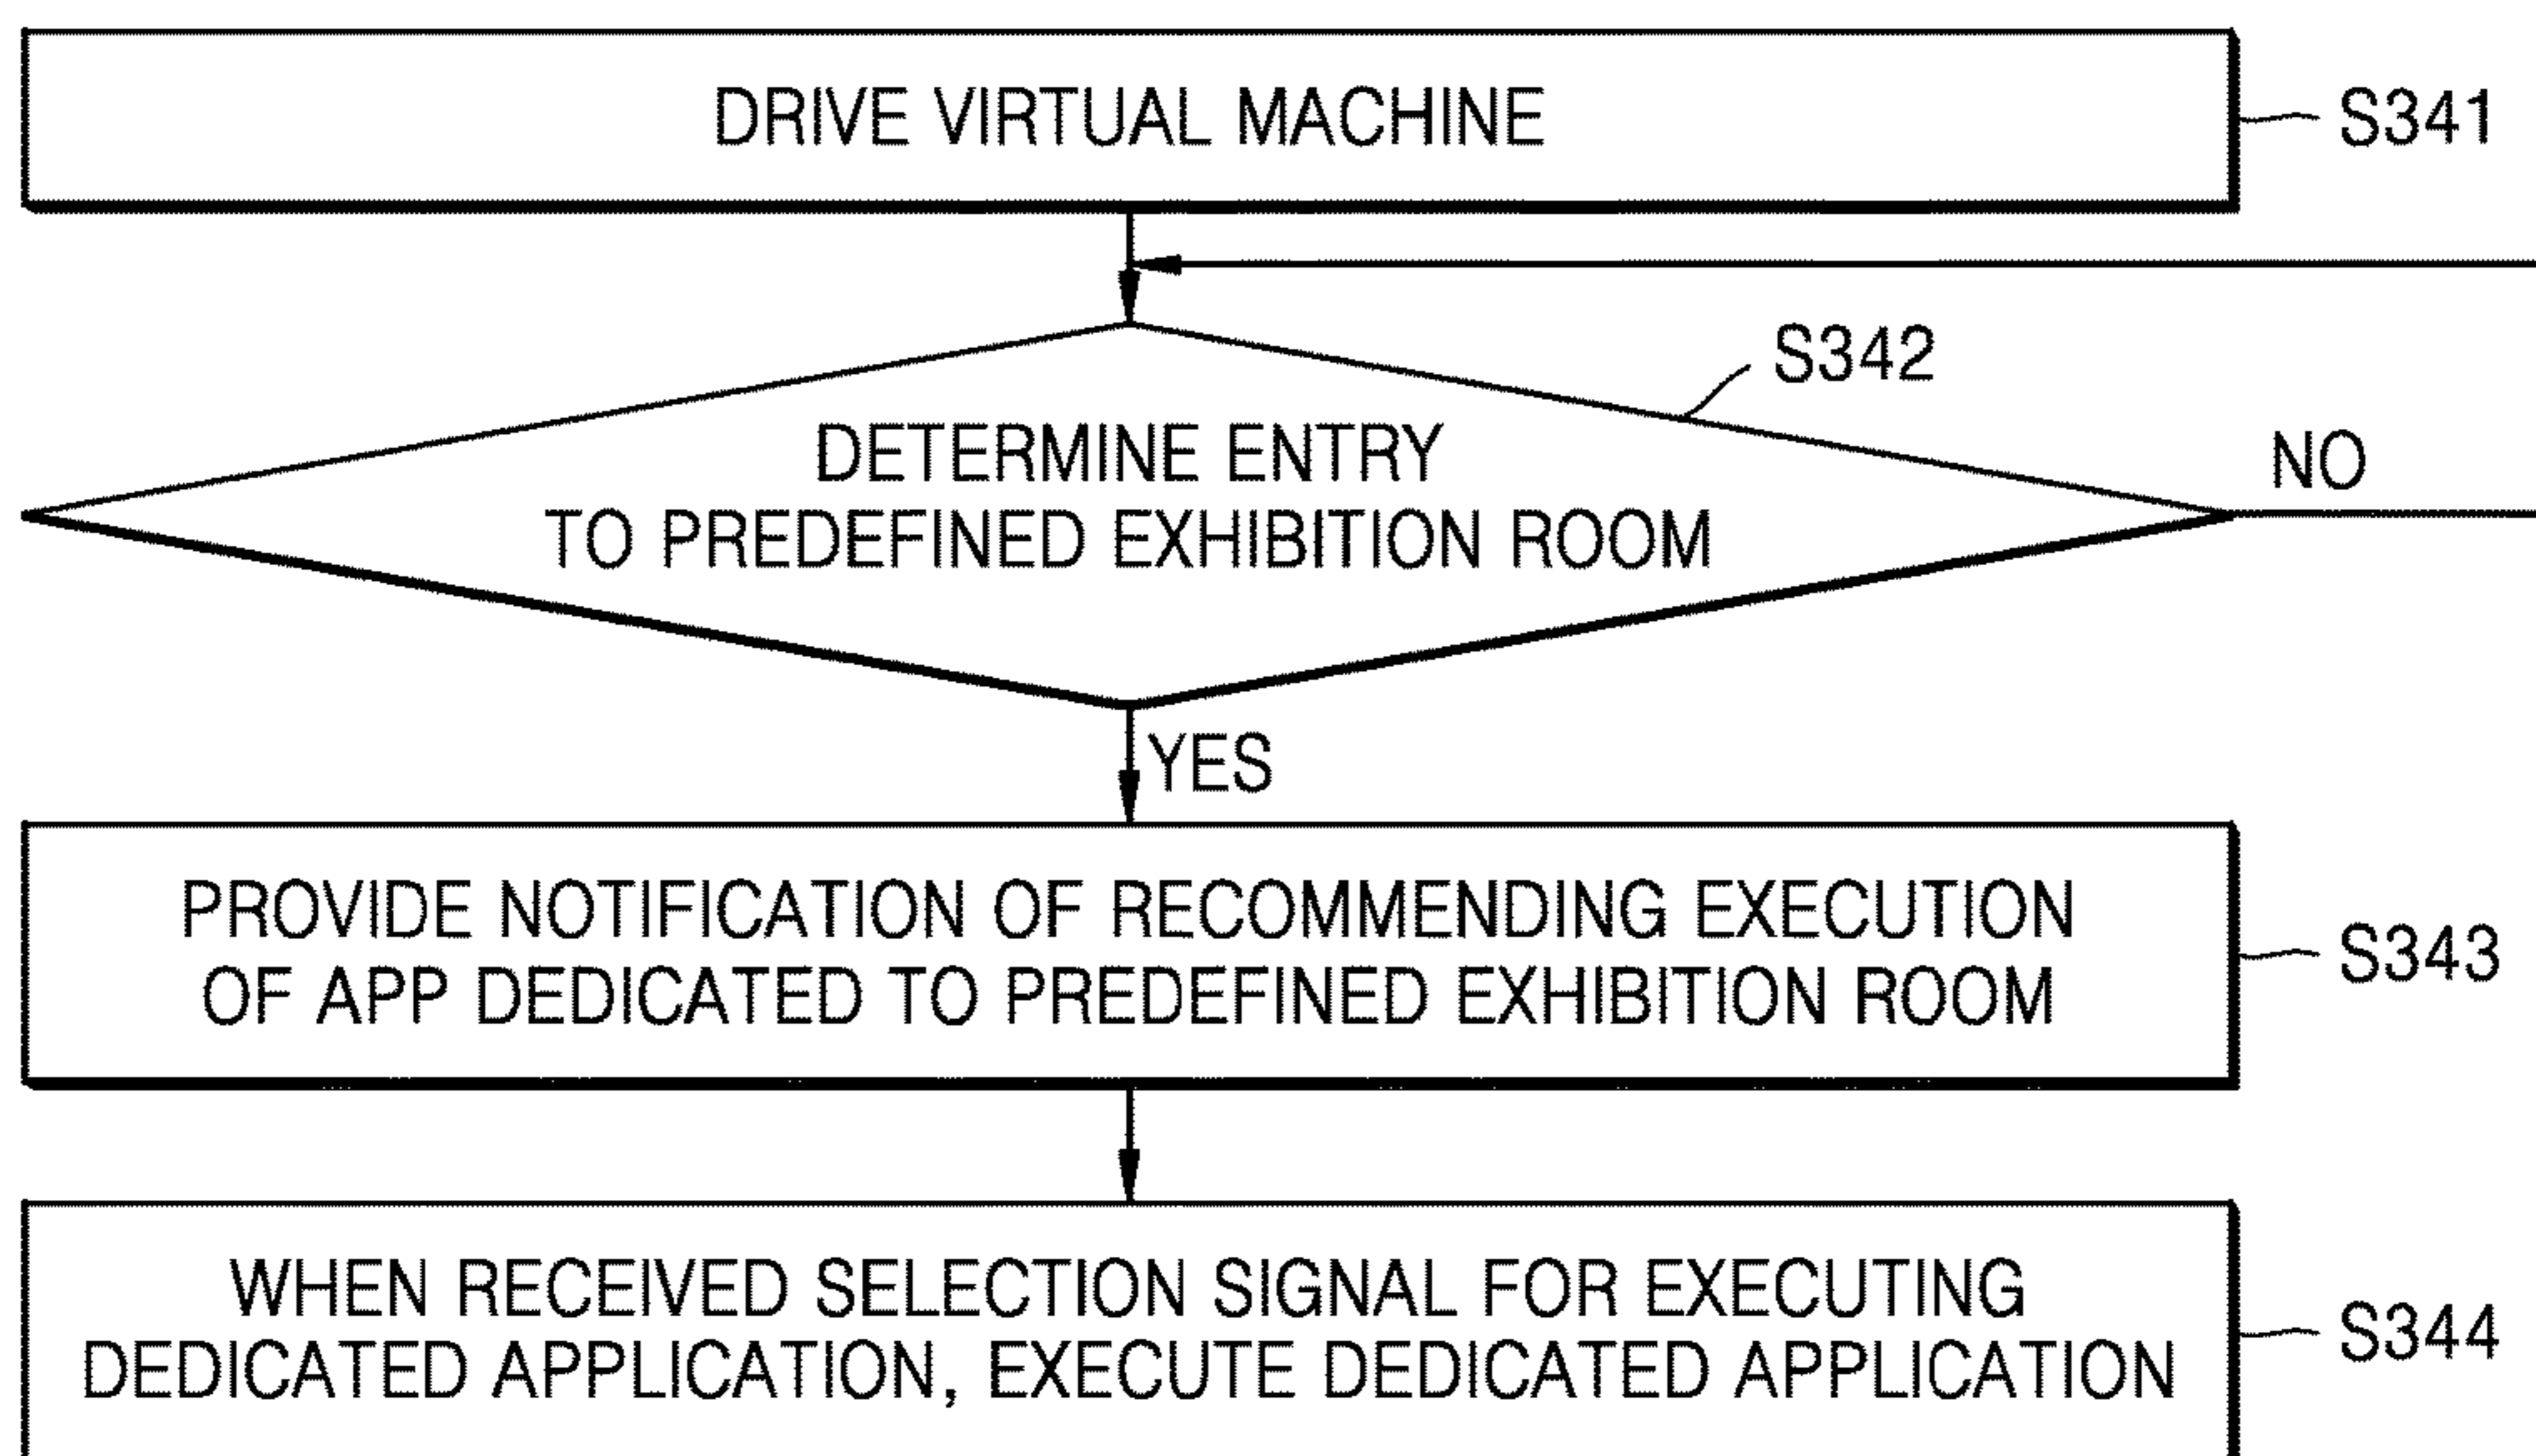 DRIVE VIRTUAL MACHINE
S341
S342
DETERMINE ENTRY
TO PREDEFINED EXHIBITION ROOM
NO
YES
PROVIDE NOTIFICATION OF RECOMMENDING EXECUTION
OF APP DEDICATED TO PREDEFINED EXHIBITION ROOM
S343
WHEN RECEIVED SELECTION SIGNAL FOR EXECUTING
DEDICATED APPLICATION, EXECUTE DEDICATED APPLICATION
S344